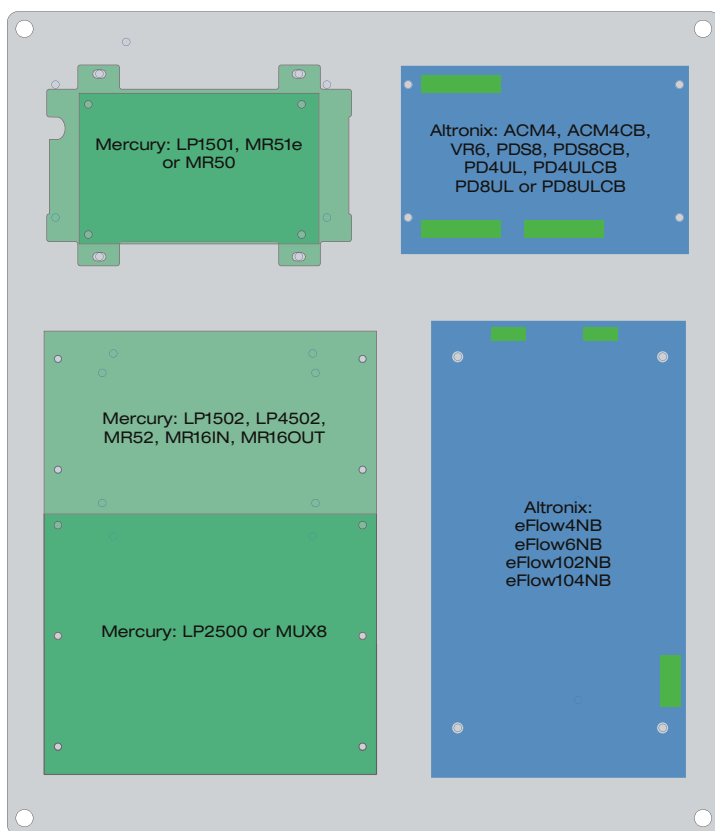 Mercury: LP1501, MR51e
or MR50
Altronix: ACM4, ACM4CB,
VR6, PDS8, PDS8CB,
PD4UL, PD4ULCB
PD8UL or PD8ULCB
Mercury: LP1502, LP4502,
MR52, MR16IN, MR16OUT
Mercury: LP2500 or MUX8
Altronix:
eFlow4NB
eFlow6NB
eFlow102NB
eFlow104NB